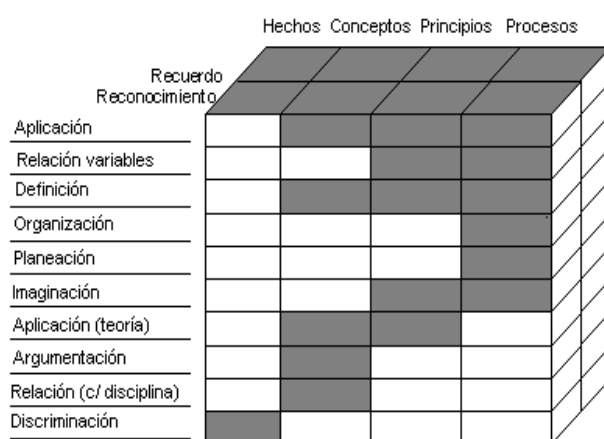 Hechos Conceptos Principios Procesos
Recuerdo
Reconocimiento
Aplicación
Relación variables
Definición
Organización
Planeación
Imaginación
Aplicación (teoría)
Argumentación
Relación (c/ disciplina)
Discriminación